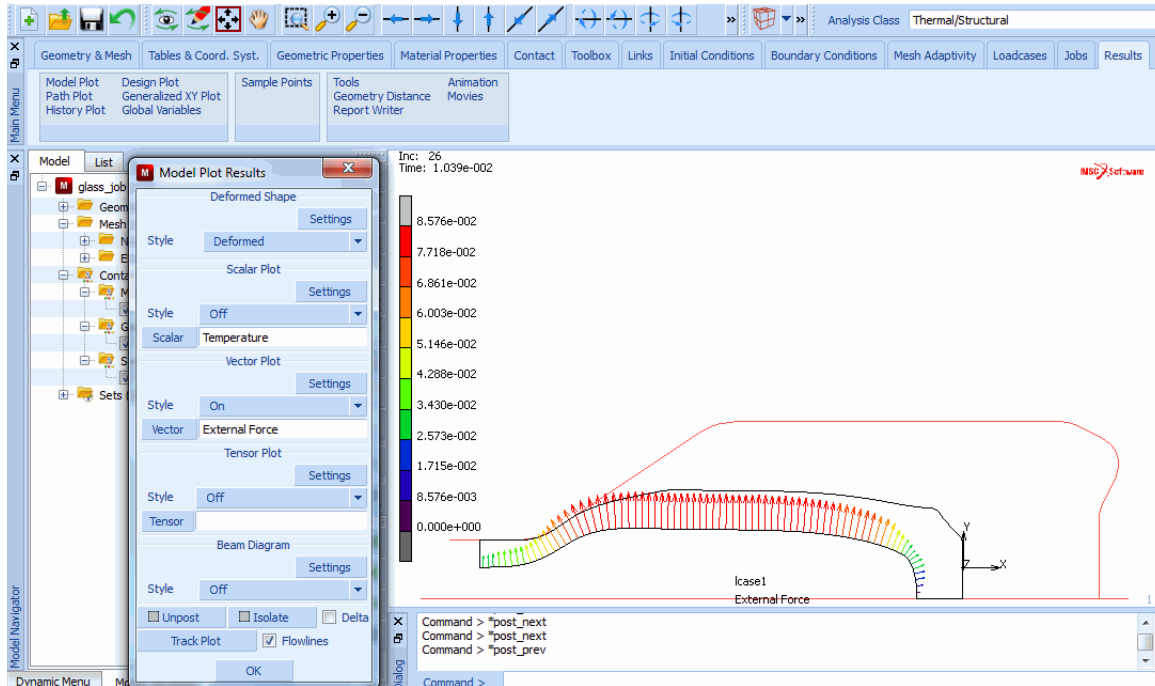 Analysis Class Thermal/Structural
Geometry & Mesh Tables & Coord. Syst. Geometric Properties Material Properties Contact Toolbox Links Initial Conditions Boundary Conditions Mesh Adaptivity Loadcases Jobs Results
Main Menu
Model Plot Design Plot Sample Points Tools Animation
Path Plot Generalized XY Plot Geometry Distance Movies
History Plot Global Variables Report Writer
Model List
glass_job
Geom
Mesh
N
E
Conta
M
G
S
Sets (
Model Navigator
Dynamic Menu Mo
Model Plot Results
Deformed Shape
Settings
Style Deformed
Scalar Plot
Settings
Style Off
Scalar Temperature
Vector Plot
Settings
Style On
Vector External Force
Tensor Plot
Settings
Style Off
Tensor
Beam Diagram
Settings
Style Off
Unpost Isolate Delta
Track Plot Flowlines
OK
Inc: 26
Time: 1.039e-002
MSC Software
8.576e-002
7.718e-002
6.861e-002
6.003e-002
5.146e-002
4.288e-002
3.430e-002
2.573e-002
1.715e-002
8.576e-003
0.000e+000
Y
Z X
lcase1
External Force
1
Command > *post_next
Command > *post_next
Command > *post_prev
Command >